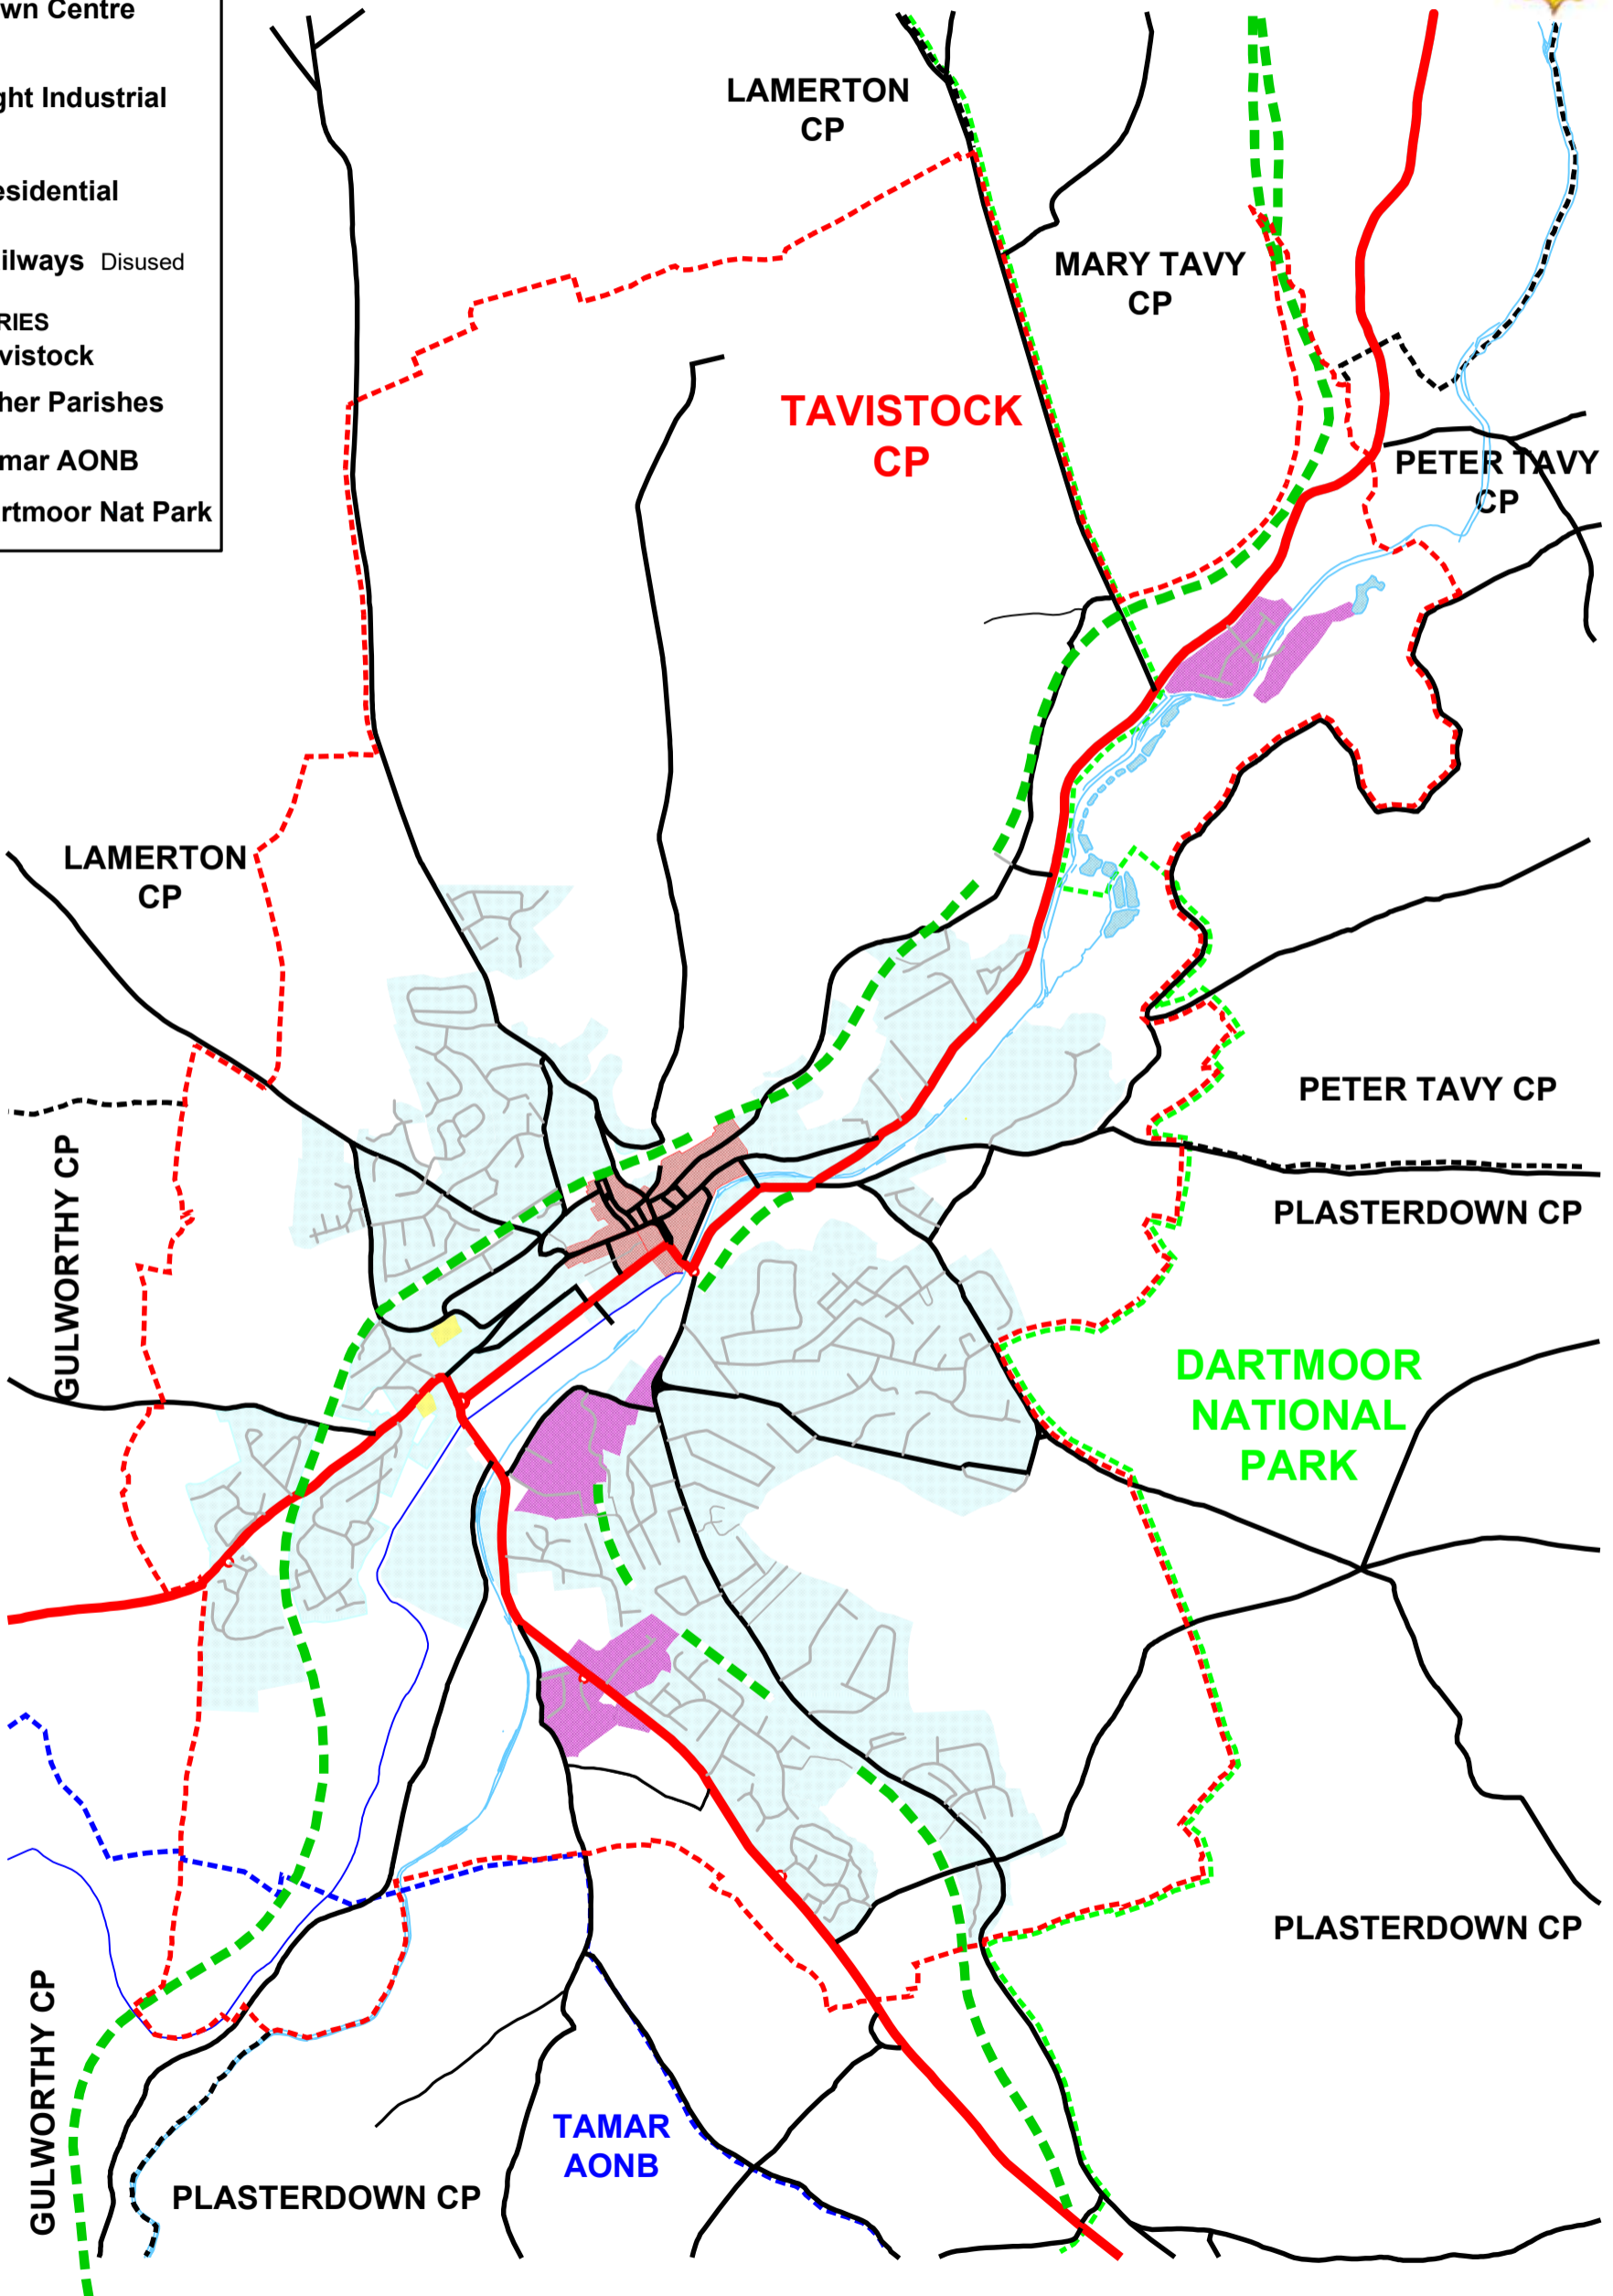 wn Centre
ght Industrial
esidential
ilways Disused
RIES
vistock
her Parishes
mar AONB
rtmoor Nat Park
LAMERTON
CP
MARY TAVY
CP
TAVISTOCK
CP
PETER TAVY
CP
LAMERTON
CP
PETER TAVY CP
GULWORTHY CP
PLASTERDOWN CP
DARTMOOR
NATIONAL
PARK
PLASTERDOWN CP
GULWORTHY CP
TAMAR
AONB
PLASTERDOWN CP